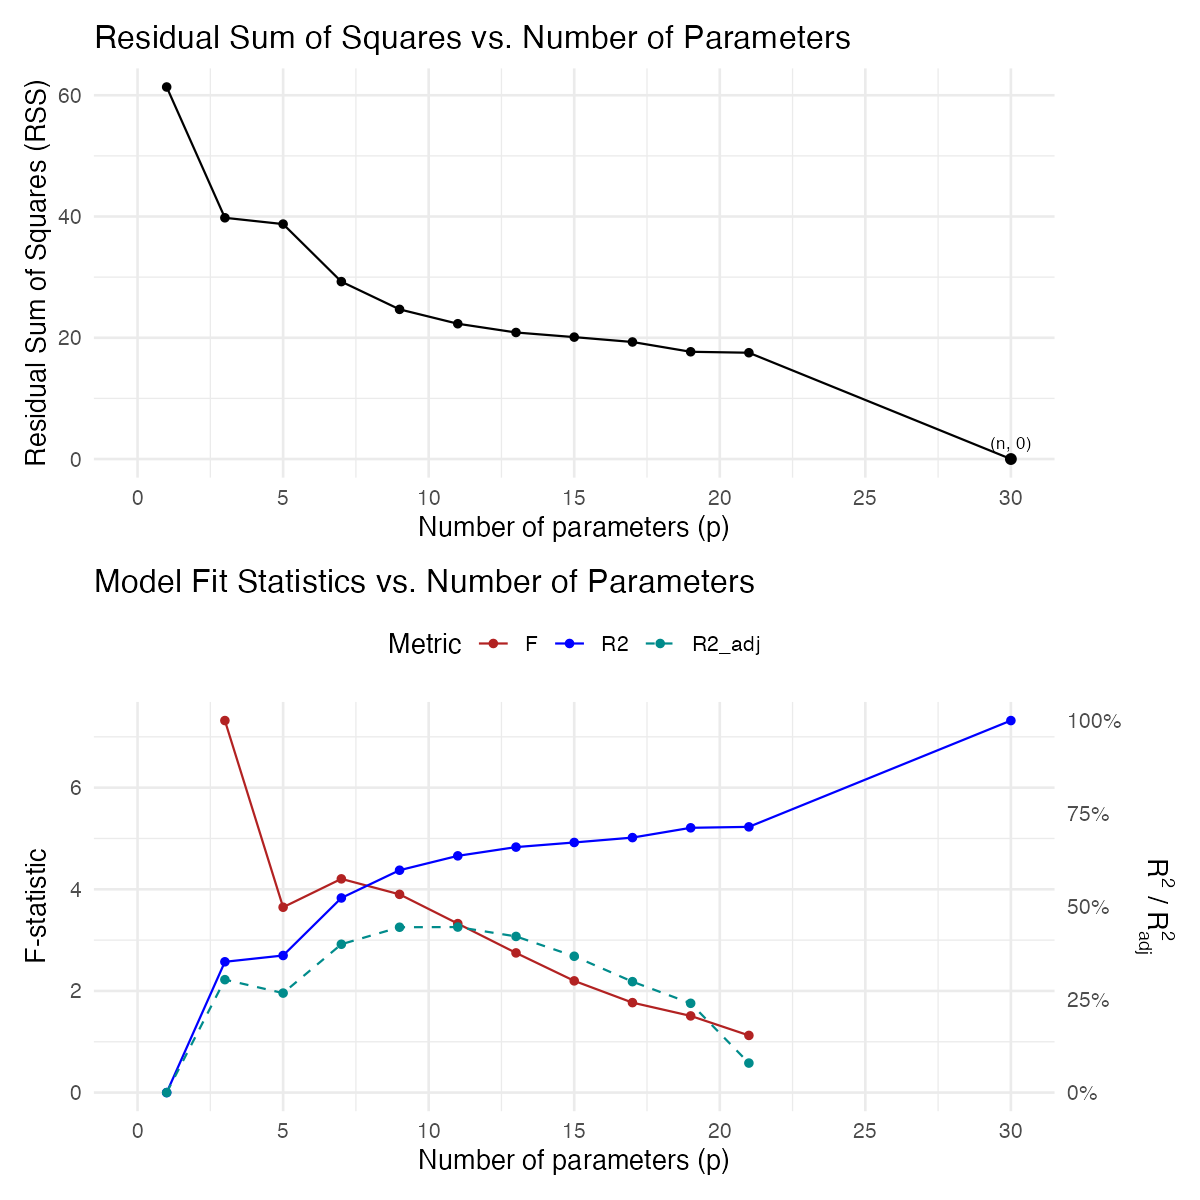 Residual Sum of Squares vs. Number of Parameters
Residual Sum of Squares (RSS)
60
40
20
0
(n, 0)
0 5 10 15 20 25 30
Number of parameters (p)
Model Fit Statistics vs. Number of Parameters
Metric F R2 R2_adj
F-statistic
6
4
2
0
100%
75%
50%
25%
0%
R² / R²adj
0 5 10 15 20 25 30
Number of parameters (p)